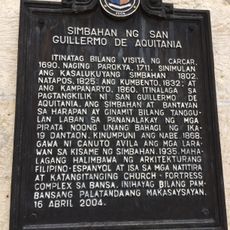 SIMBAHAN NG SAN
GUILLERMO DE AQUITANIA
ITINATAG BILANG VISITA NG CARCAR,
1690. NAGING PAROKYA, 1711. SINIMULAN
ANG KASALUKUYANG SIMBAHAN 1802
NATAPOS, 1825. ANG KUMBENTO, 1832. AT
ANG KAMPANARYO, 1860. ITINALAGA SA
PAGTANGKILIK NI SAN GUILLERMO DE
AQUITANIA. ANG SIMBAHAN AT BANTAYAN
SA HARAPAN AY GINAMIT BILANG TANGGU-
LAN LABAN SA PANANALAKAY NG MGA
PIRATA NOONG UNANG BAHAGI NG IKA-
19 DANTAON. KINUMPUNI ANG NABE 1858.
GAWA NI CANUTO AVILA ANG MGA LARA-
WAN SA KISAME NG SIMBAHAN, 1935. MAHA-
LAGANG HALIMBAWA NG ARKITEKTURANG
FILIPINO-ESPANYOL AT ISA SA MGA NATITIRA
AT KATANGITANGING CHURCH-FORTRESS
COMPLEX SA BANSA. INIHAYAG BILANG PAM-
BANSANG PALATANDAANG MAKASAYSAYAN,
16 ABRIL 2004.